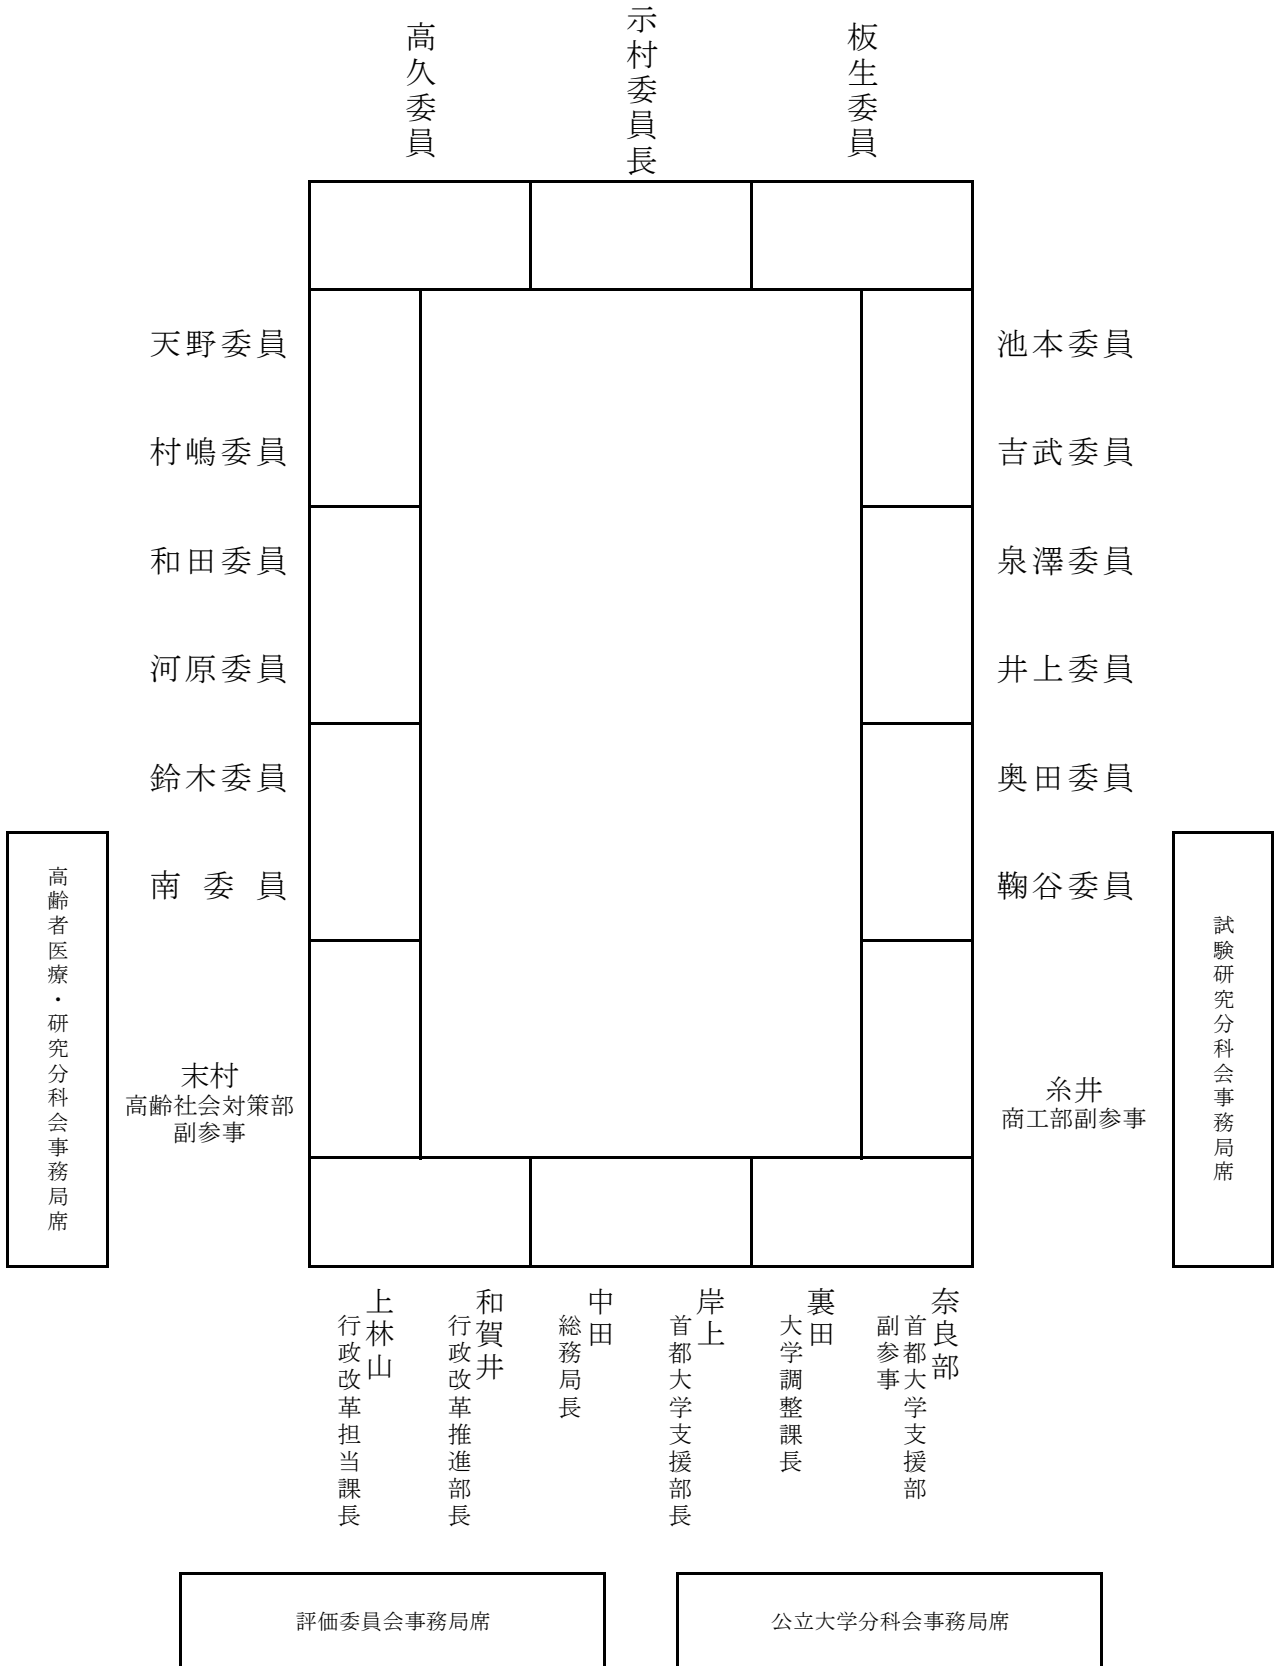 高久委員
示村委員長
板生委員
天野委員
村嶋委員
和田委員
河原委員
鈴木委員
南委員
池本委員
吉武委員
泉澤委員
井上委員
奥田委員
鞠谷委員
高齢者医療・研究分科会事務局席
末村
高齢社会対策部
副参事
糸井
商工部副参事
試験研究分科会事務局席
上林山
行政改革担当課長
和賀井
行政改革推進部長
中田
総務局長
岸上
首都大学支援部長
裏田
大学調整課長
奈良部
首都大学支援部
副参事
評価委員会事務局席
公立大学分科会事務局席